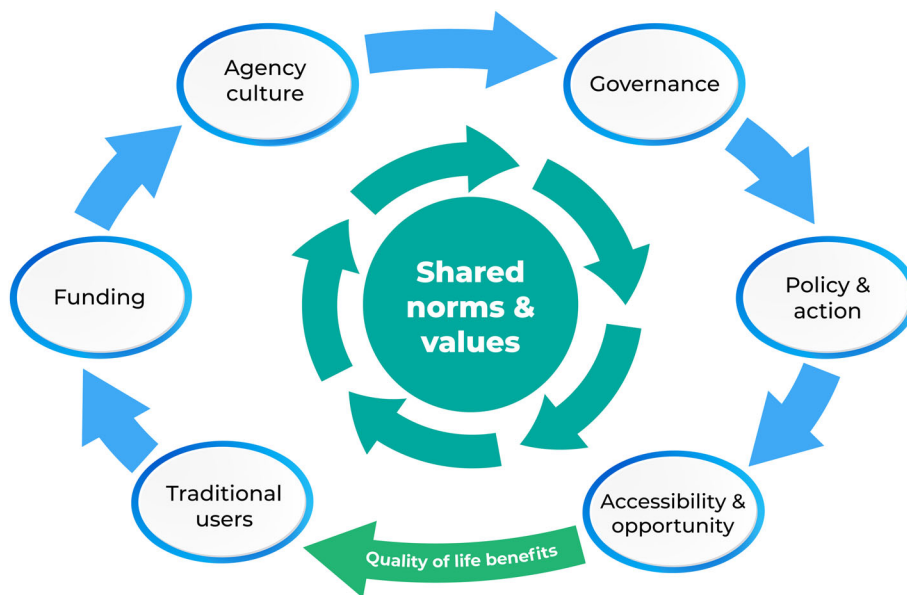 Agency
culture
Governance
Policy &
action
Accessibility &
opportunity
Quality of life benefits
Traditional
users
Funding
Shared
norms &
values